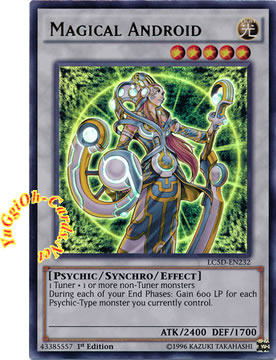 MAGICAL ANDROID
光
YuGgiOh-Cards.Net
LC5D-EN232
[PSYCHIC/SYNCHRO/EFFECT]
1 Tuner + 1 or more non-Tuner monsters
During each of your End Phases: Gain 600 LP for each
Psychic-Type monster you currently control.
ATK/2400 DEF/1700
43385557 1st Edition ©1996 KAZUKI TAKAHASHI